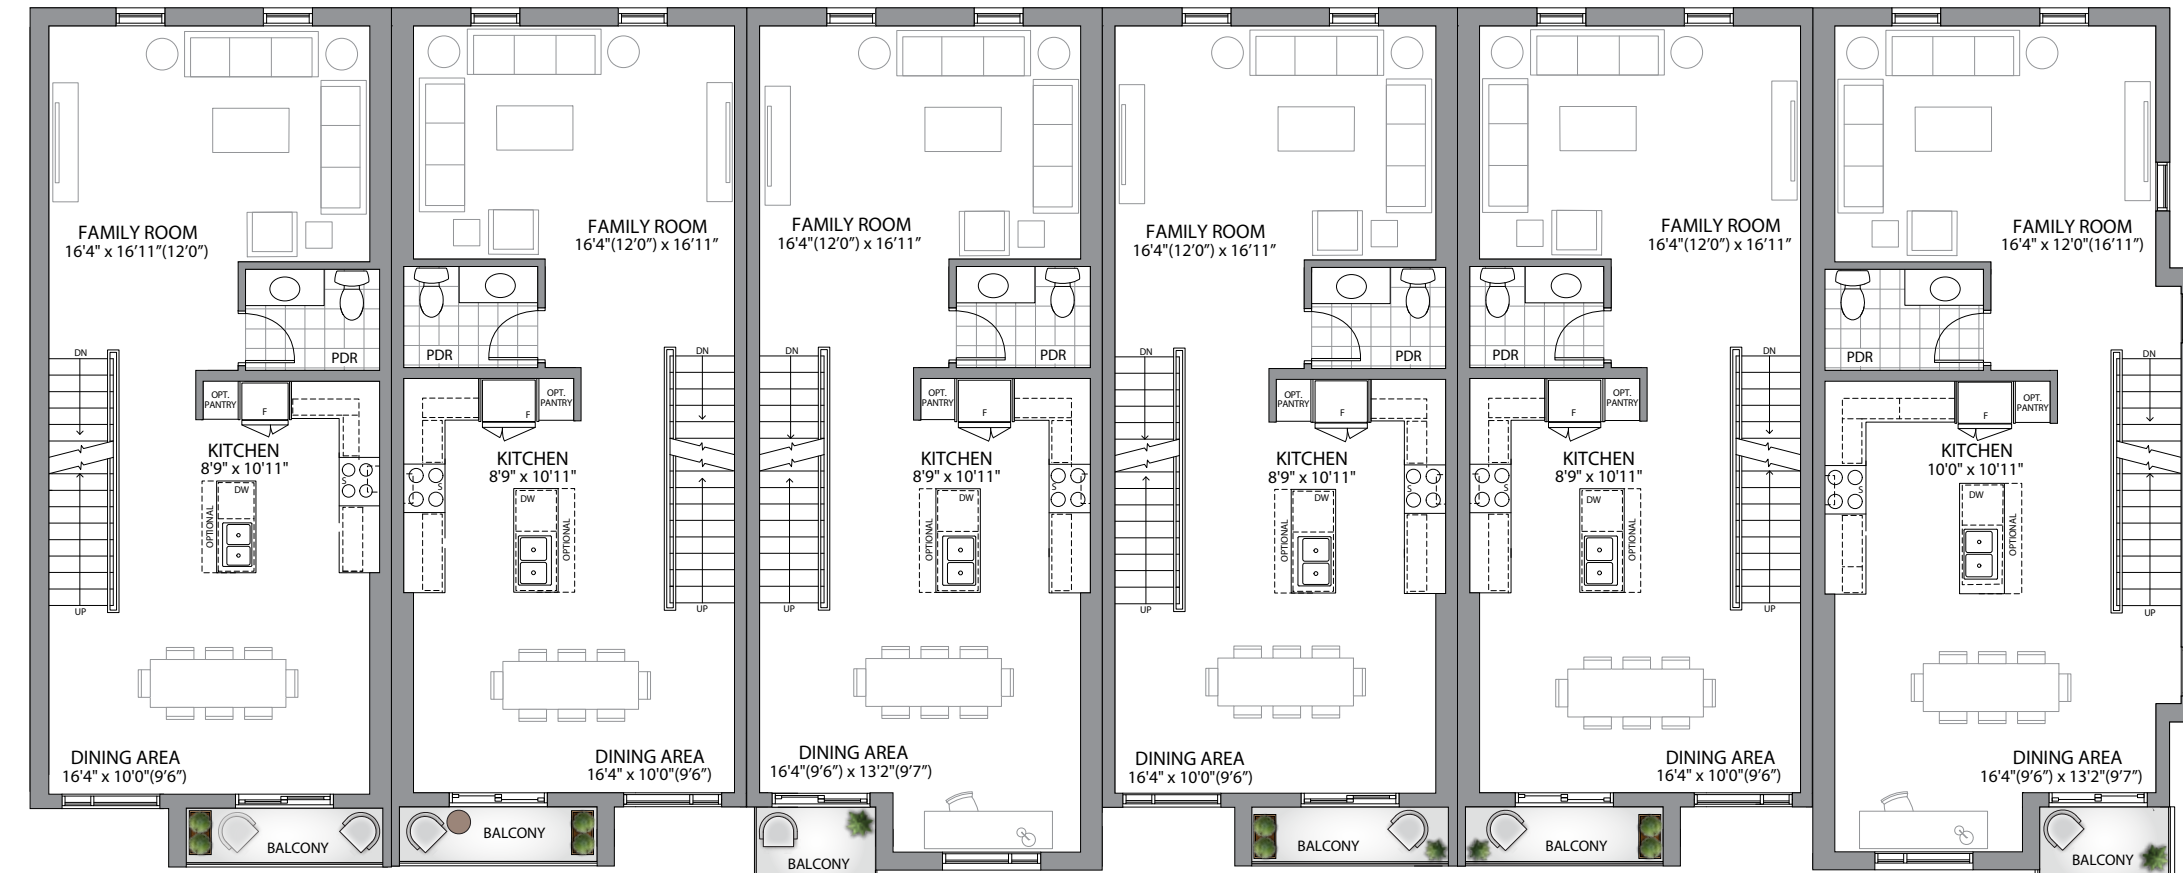 FAMILY ROOM
16'4" x 16'11"(12'0")
PDR
DN
OPT.
PANTRY
F
KITCHEN
8'9" x 10'11"
S
DW
OPTIONAL
UP
DINING AREA
16'4" x 10'0"(9'6")
BALCONY
FAMILY ROOM
16'4"(12'0") x 16'11"
PDR
DN
OPT.
PANTRY
F
KITCHEN
8'9" x 10'11"
S
DW
OPTIONAL
UP
DINING AREA
16'4" x 10'0"(9'6")
BALCONY
FAMILY ROOM
16'4"(12'0") x 16'11"
PDR
DN
OPT.
PANTRY
F
KITCHEN
8'9" x 10'11"
S
DW
OPTIONAL
UP
DINING AREA
16'4"(9'6") x 13'2"(9'7")
BALCONY
FAMILY ROOM
16'4"(12'0") x 16'11"
PDR
DN
OPT.
PANTRY
F
KITCHEN
8'9" x 10'11"
S
DW
OPTIONAL
UP
DINING AREA
16'4" x 10'0"(9'6")
BALCONY
FAMILY ROOM
16'4"(12'0") x 16'11"
PDR
DN
OPT.
PANTRY
F
KITCHEN
8'9" x 10'11"
S
DW
OPTIONAL
UP
DINING AREA
16'4" x 10'0"(9'6")
BALCONY
FAMILY ROOM
16'4" x 12'0"(16'11")
PDR
DN
OPT.
PANTRY
F
KITCHEN
10'0" x 10'11"
S
DW
OPTIONAL
UP
DINING AREA
16'4"(9'6") x 13'2"(9'7")
BALCONY